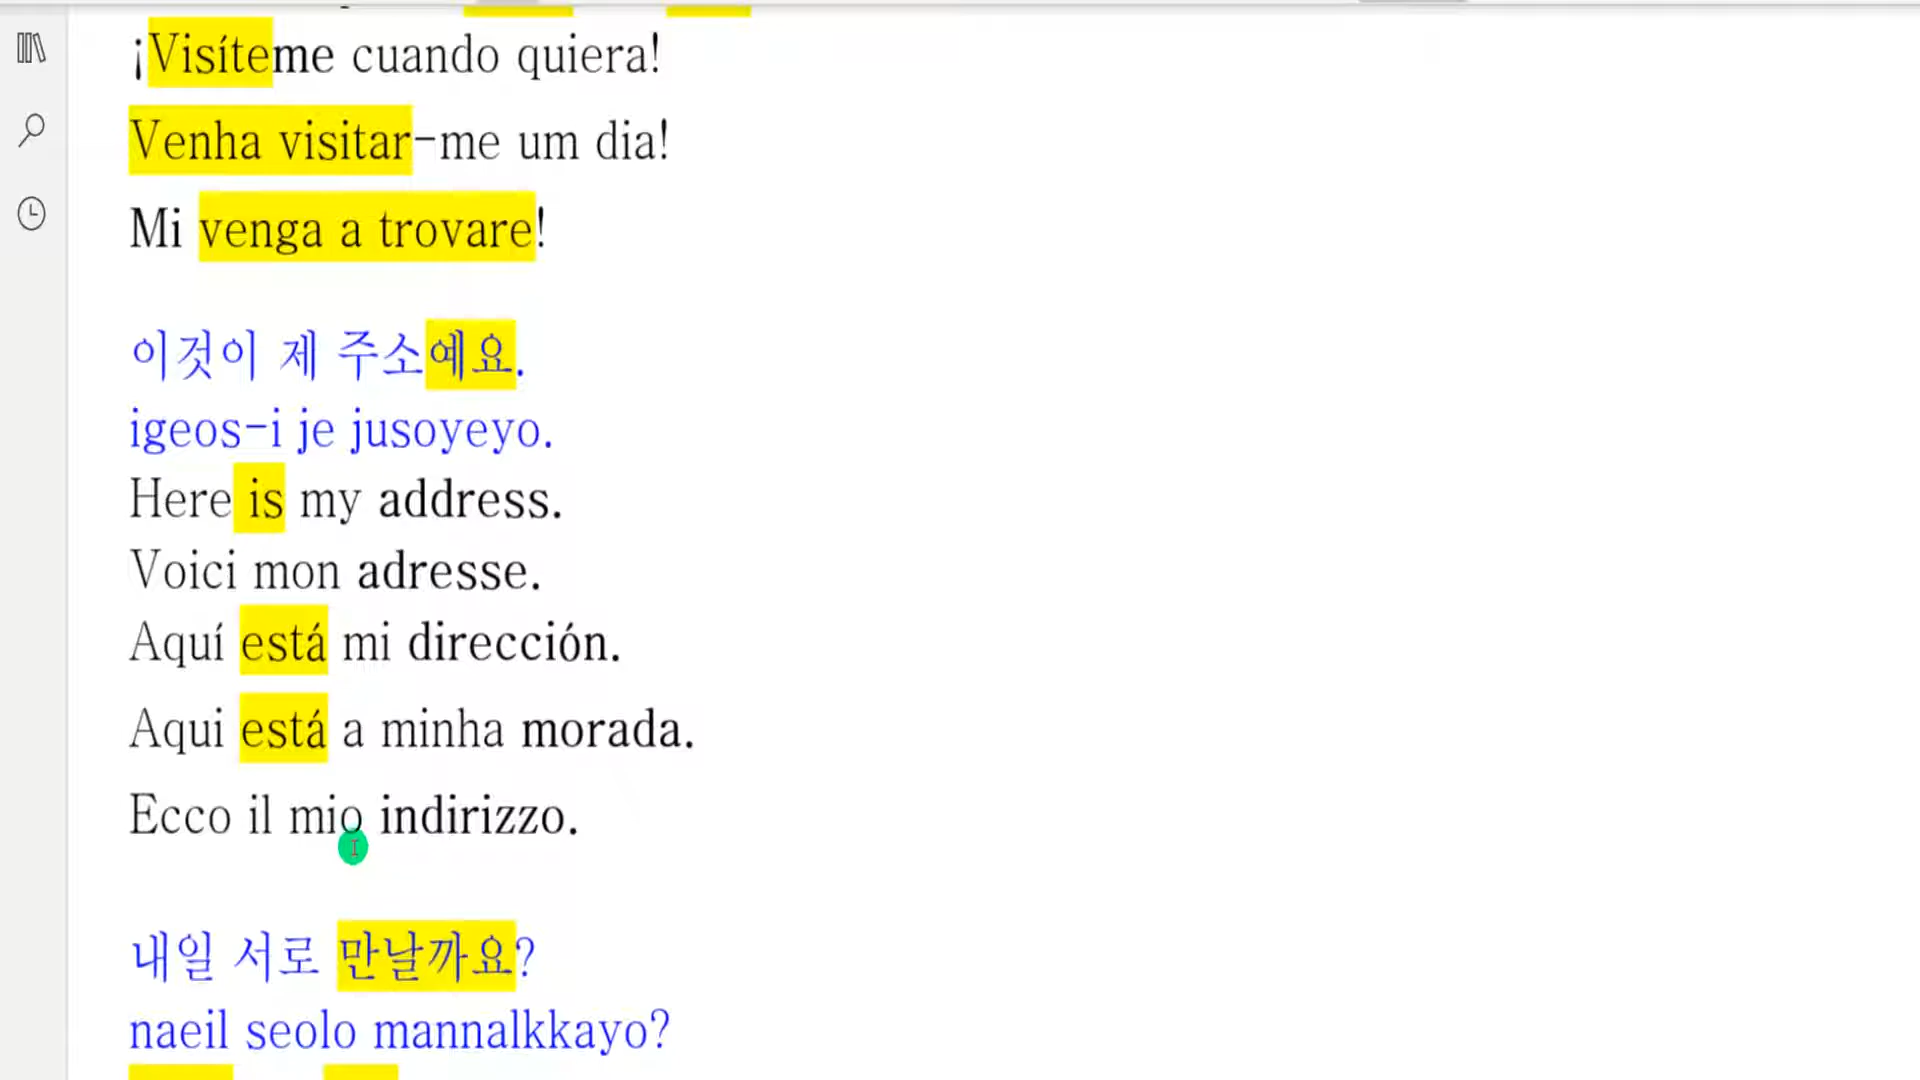 ¡Visíteme cuando quiera!
Venha visitar-me um dia!
Mi venga a trovare!
이것이 제 주소예요.
igeos-i je jusoyeyo.
Here is my address.
Voici mon adresse.
Aquí está mi dirección.
Aqui está a minha morada.
Ecco il mio indirizzo.
내일 서로 만날까요?
naeil seolo mannalkkayo?